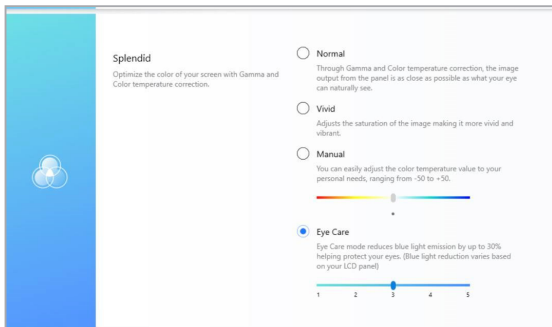 Splendid
Optimize the color of your screen with Gamma and
Color temperature correction.
Normal
Through Gamma and Color temperature correction, the image
output from the panel is as close as possible as what your eye
can naturally see.
Vivid
Adjusts the saturation of the image making it more vivid and
vibrant.
Manual
You can easily adjust the color temperature value to your
personal needs, ranging from -50 to +50.
Eye Care
Eye Care mode reduces blue light emission by up to 30%
helping protect your eyes. (Blue light reduction varies based
on your LCD panel)
1 2 3 4 5